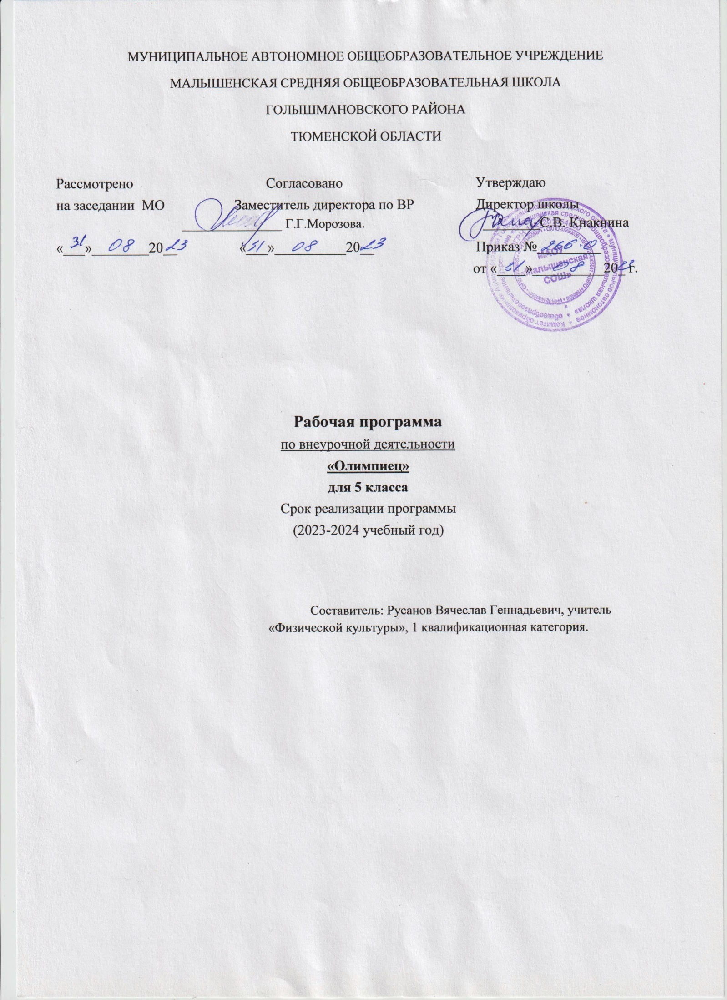 МУНИЦИПАЛЬНОЕ АВТОНОМНОЕ ОБЩЕОБРАЗОВАТЕЛЬНОЕ УЧРЕЖДЕНИЕ
МАЛЫШЕНСКАЯ СРЕДНЯЯ ОБЩЕОБРАЗОВАТЕЛЬНАЯ ШКОЛА
ГОЛЫШМАНОВСКОГО РАЙОНА
ТЮМЕНСКОЙ ОБЛАСТИ
Рассмотрено Согласовано Утверждаю
на заседании МО Заместитель директора по ВР Директор школы
Г.Г.Морозова. С.В. Кнакнина
«31» 08 2023 «31» 08 2023 Приказ № 266-О
от «31» 08 2023 г.
МАОУ
«Малышенская
СОШ»
Рабочая программа
по внеурочной деятельности
«Олимпиец»
для 5 класса
Срок реализации программы
(2023-2024 учебный год)
Составитель: Русанов Вячеслав Геннадьевич, учитель
«Физической культуры», 1 квалификационная категория.